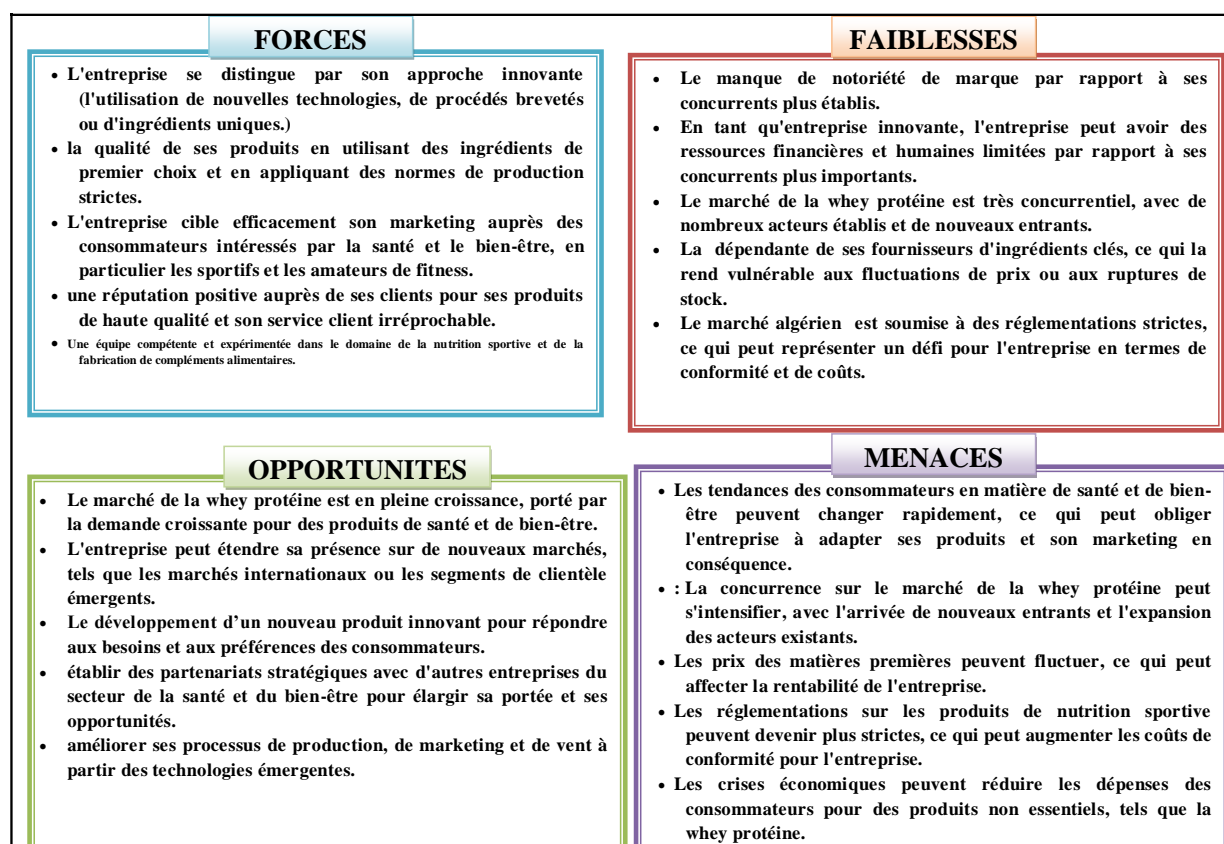 FORCES
• L'entreprise se distingue par son approche innovante
(l'utilisation de nouvelles technologies, de procédés brevetés
ou d'ingrédients uniques.)
• la qualité de ses produits en utilisant des ingrédients de
premier choix et en appliquant des normes de production
strictes.
• L'entreprise cible efficacement son marketing auprès des
consommateurs intéressés par la santé et le bien-être, en
particulier les sportifs et les amateurs de fitness.
• une réputation positive auprès de ses clients pour ses produits
de haute qualité et son service client irréprochable.
• Une équipe compétente et expérimentée dans le domaine de la nutrition sportive et de la
fabrication de compléments alimentaires.
FAIBLESSES
• Le manque de notoriété de marque par rapport à ses
concurrents plus établis.
• En tant qu'entreprise innovante, l'entreprise peut avoir des
ressources financières et humaines limitées par rapport à ses
concurrents plus importants.
• Le marché de la whey protéine est très concurrentiel, avec de
nombreux acteurs établis et de nouveaux entrants.
• La dépendante de ses fournisseurs d'ingrédients clés, ce qui la
rend vulnérable aux fluctuations de prix ou aux ruptures de
stock.
• Le marché algérien est soumise à des réglementations strictes,
ce qui peut représenter un défi pour l'entreprise en termes de
conformité et de coûts.
OPPORTUNITES
• Le marché de la whey protéine est en pleine croissance, porté par
la demande croissante pour des produits de santé et de bien-être.
• L'entreprise peut étendre sa présence sur de nouveaux marchés,
tels que les marchés internationaux ou les segments de clientèle
émergents.
• Le développement d'un nouveau produit innovant pour répondre
aux besoins et aux préférences des consommateurs.
• établir des partenariats stratégiques avec d'autres entreprises du
secteur de la santé et du bien-être pour élargir sa portée et ses
opportunités.
• améliorer ses processus de production, de marketing et de vent à
partir des technologies émergentes.
MENACES
• Les tendances des consommateurs en matière de santé et de bien-
être peuvent changer rapidement, ce qui peut obliger
l'entreprise à adapter ses produits et son marketing en
conséquence.
• : La concurrence sur le marché de la whey protéine peut
s'intensifier, avec l'arrivée de nouveaux entrants et l'expansion
des acteurs existants.
• Les prix des matières premières peuvent fluctuer, ce qui peut
affecter la rentabilité de l'entreprise.
• Les réglementations sur les produits de nutrition sportive
peuvent devenir plus strictes, ce qui peut augmenter les coûts de
conformité pour l'entreprise.
• Les crises économiques peuvent réduire les dépenses des
consommateurs pour des produits non essentiels, tels que la
whey protéine.